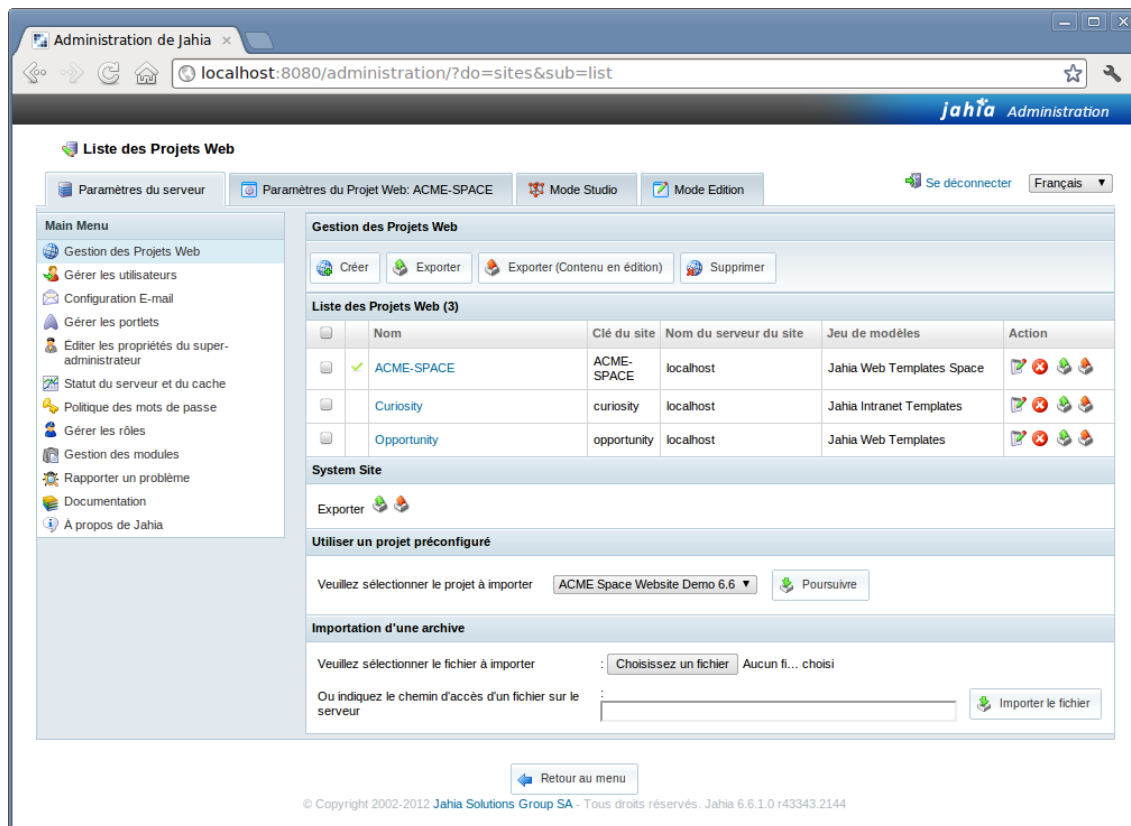 Administration de Jahia
localhost:8080/administration/?do=sites&sub=list
jahia Administration
Liste des Projets Web
Paramètres du serveur
Paramètres du Projet Web: ACME-SPACE
Mode Studio
Mode Edition
Se déconnecter
Français
Main Menu
Gestion des Projets Web
Gérer les utilisateurs
Configuration E-mail
Gérer les portlets
Éditer les propriétés du super-
administrateur
Statut du serveur et du cache
Politique des mots de passe
Gérer les rôles
Gestion des modules
Rapporter un problème
Documentation
À propos de Jahia
Gestion des Projets Web
Créer
Exporter
Exporter (Contenu en édition)
Supprimer
Liste des Projets Web (3)
Nom Clé du site Nom du serveur du site Jeu de modèles Action
ACME-SPACE ACME-
SPACE localhost Jahia Web Templates Space
Curiosity curiosity localhost Jahia Intranet Templates
Opportunity opportunity localhost Jahia Web Templates
System Site
Exporter
Utiliser un projet préconfiguré
Veuillez sélectionner le projet à importer ACME Space Website Demo 6.6 Poursuivre
Importation d'une archive
Veuillez sélectionner le fichier à importer : Choisissez un fichier Aucun fi... choisi
Ou indiquez le chemin d'accès d'un fichier sur le :
serveur
Importer le fichier
Retour au menu
© Copyright 2002-2012 Jahia Solutions Group SA - Tous droits réservés. Jahia 6.6.1.0 r43343.2144